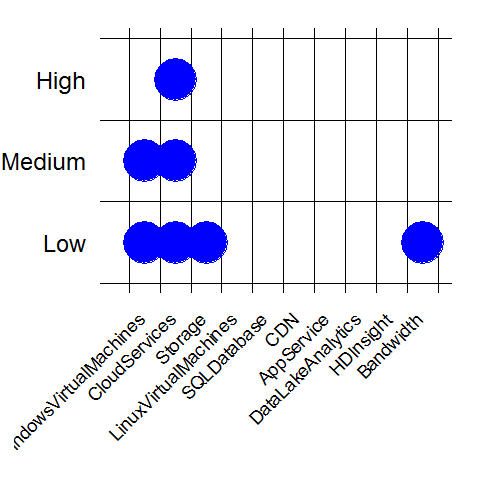 High
Medium
Low
ndowsVirtualMachines
CloudServices
Storage
LinuxVirtualMachines
SQLDatabase
CDN
AppService
DataLakeAnalytics
HDInsight
Bandwidth